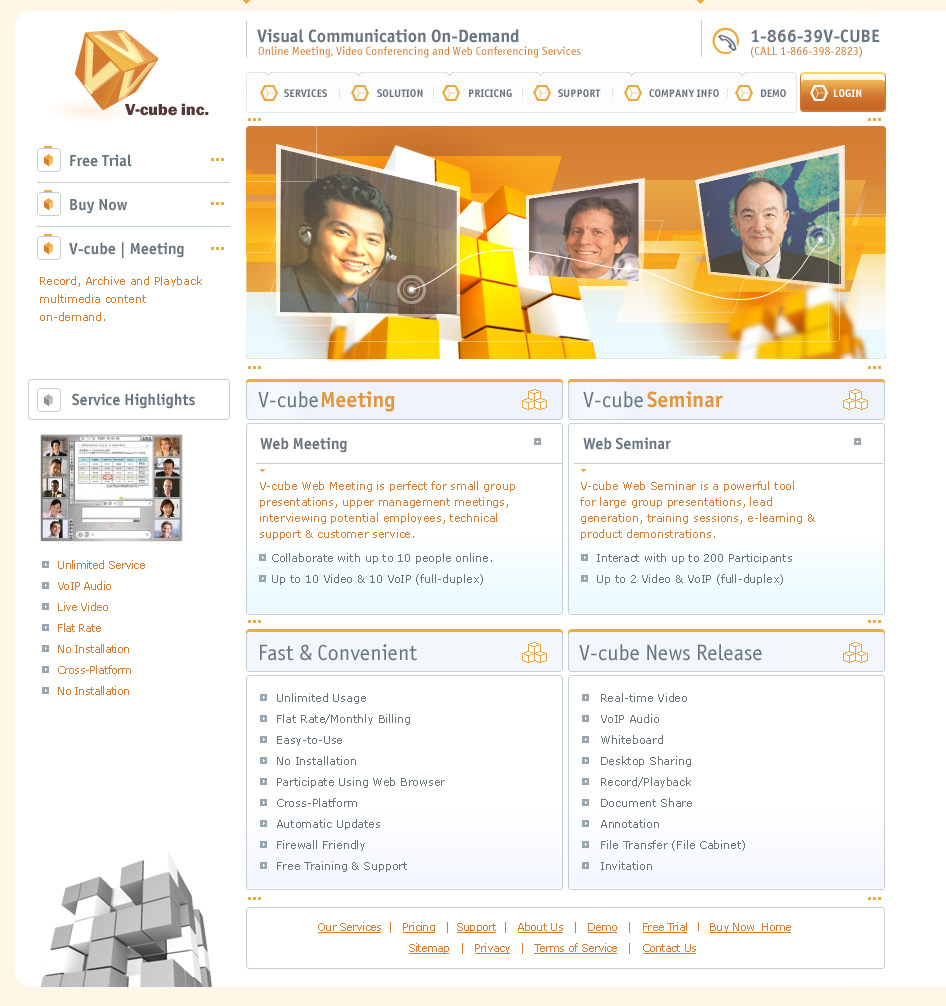 V-cube inc.
Visual Communication On-Demand
Online Meeting, Video Conferencing and Web Conferencing Services
1-866-39V-CUBE
(CALL 1-866-398-2823)
SERVICES
SOLUTION
PRICICNG
SUPPORT
COMPANY INFO
DEMO
LOGIN
Free Trial
Buy Now
V-cube | Meeting
Record, Archive and Playback
multimedia content
on-demand.
Service Highlights
Unlimited Service
VoIP Audio
Live Video
Flat Rate
No Installation
Cross-Platform
No Installation
V-cube Meeting
Web Meeting
V-cube Web Meeting is perfect for small group
presentations, upper management meetings,
interviewing potential employees, technical
support & customer service.
Collaborate with up to 10 people online.
Up to 10 Video & 10 VoIP (full-duplex)
V-cube Seminar
Web Seminar
V-cube Web Seminar is a powerful tool
for large group presentations, lead
generation, training sessions, e-learning &
product demonstrations.
Interact with up to 200 Participants
Up to 2 Video & VoIP (full-duplex)
Fast & Convenient
Unlimited Usage
Flat Rate/Monthly Billing
Easy-to-Use
No Installation
Participate Using Web Browser
Cross-Platform
Automatic Updates
Firewall Friendly
Free Training & Support
V-cube News Release
Real-time Video
VoIP Audio
Whiteboard
Desktop Sharing
Record/Playback
Document Share
Annotation
File Transfer (File Cabinet)
Invitation
Our Services | Pricing | Support | About Us | Demo | Free Trial | Buy Now Home
Sitemap | Privacy | Terms of Service | Contact Us